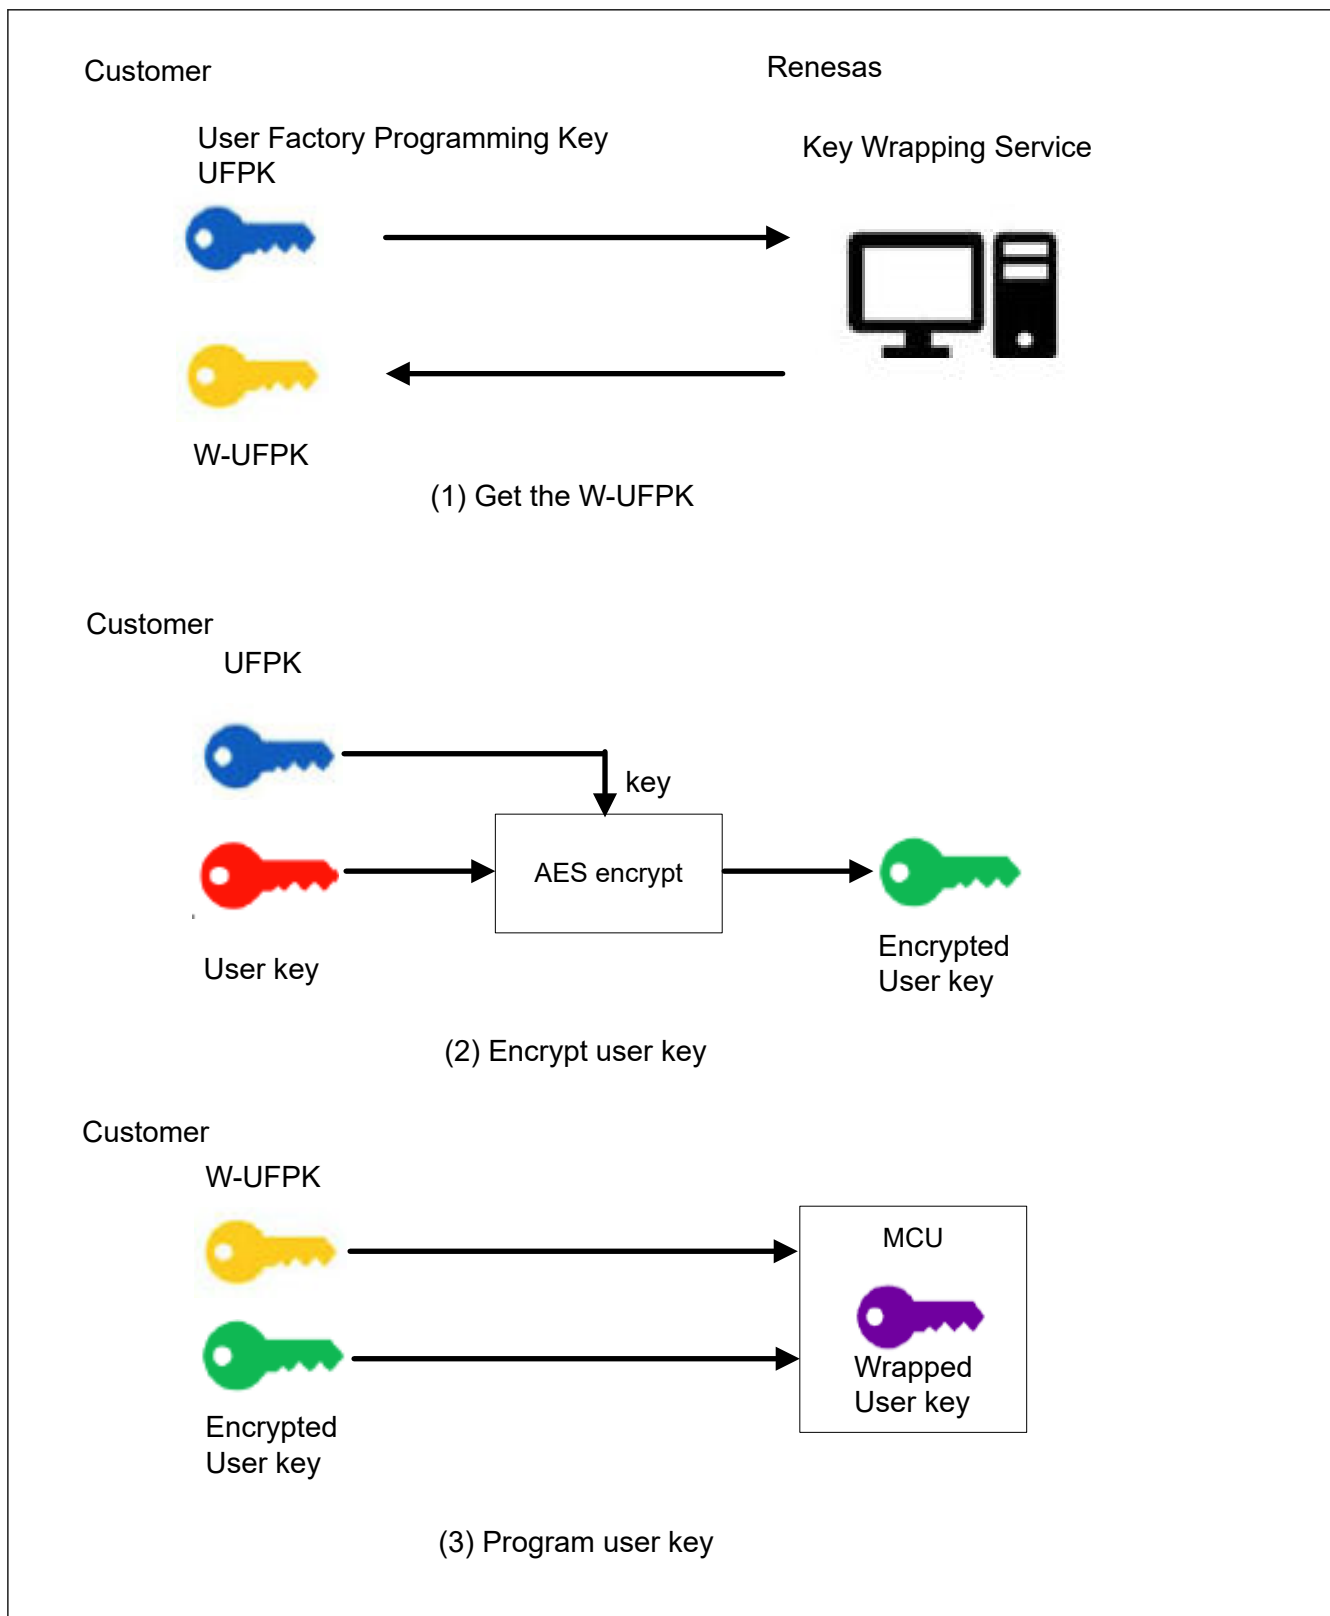 Customer
Renesas
User Factory Programming Key
UFPK
Key Wrapping Service
W-UFPK
(1) Get the W-UFPK
Customer
UFPK
key
AES encrypt
User key
Encrypted
User key
(2) Encrypt user key
Customer
W-UFPK
MCU
Wrapped
User key
Encrypted
User key
(3) Program user key